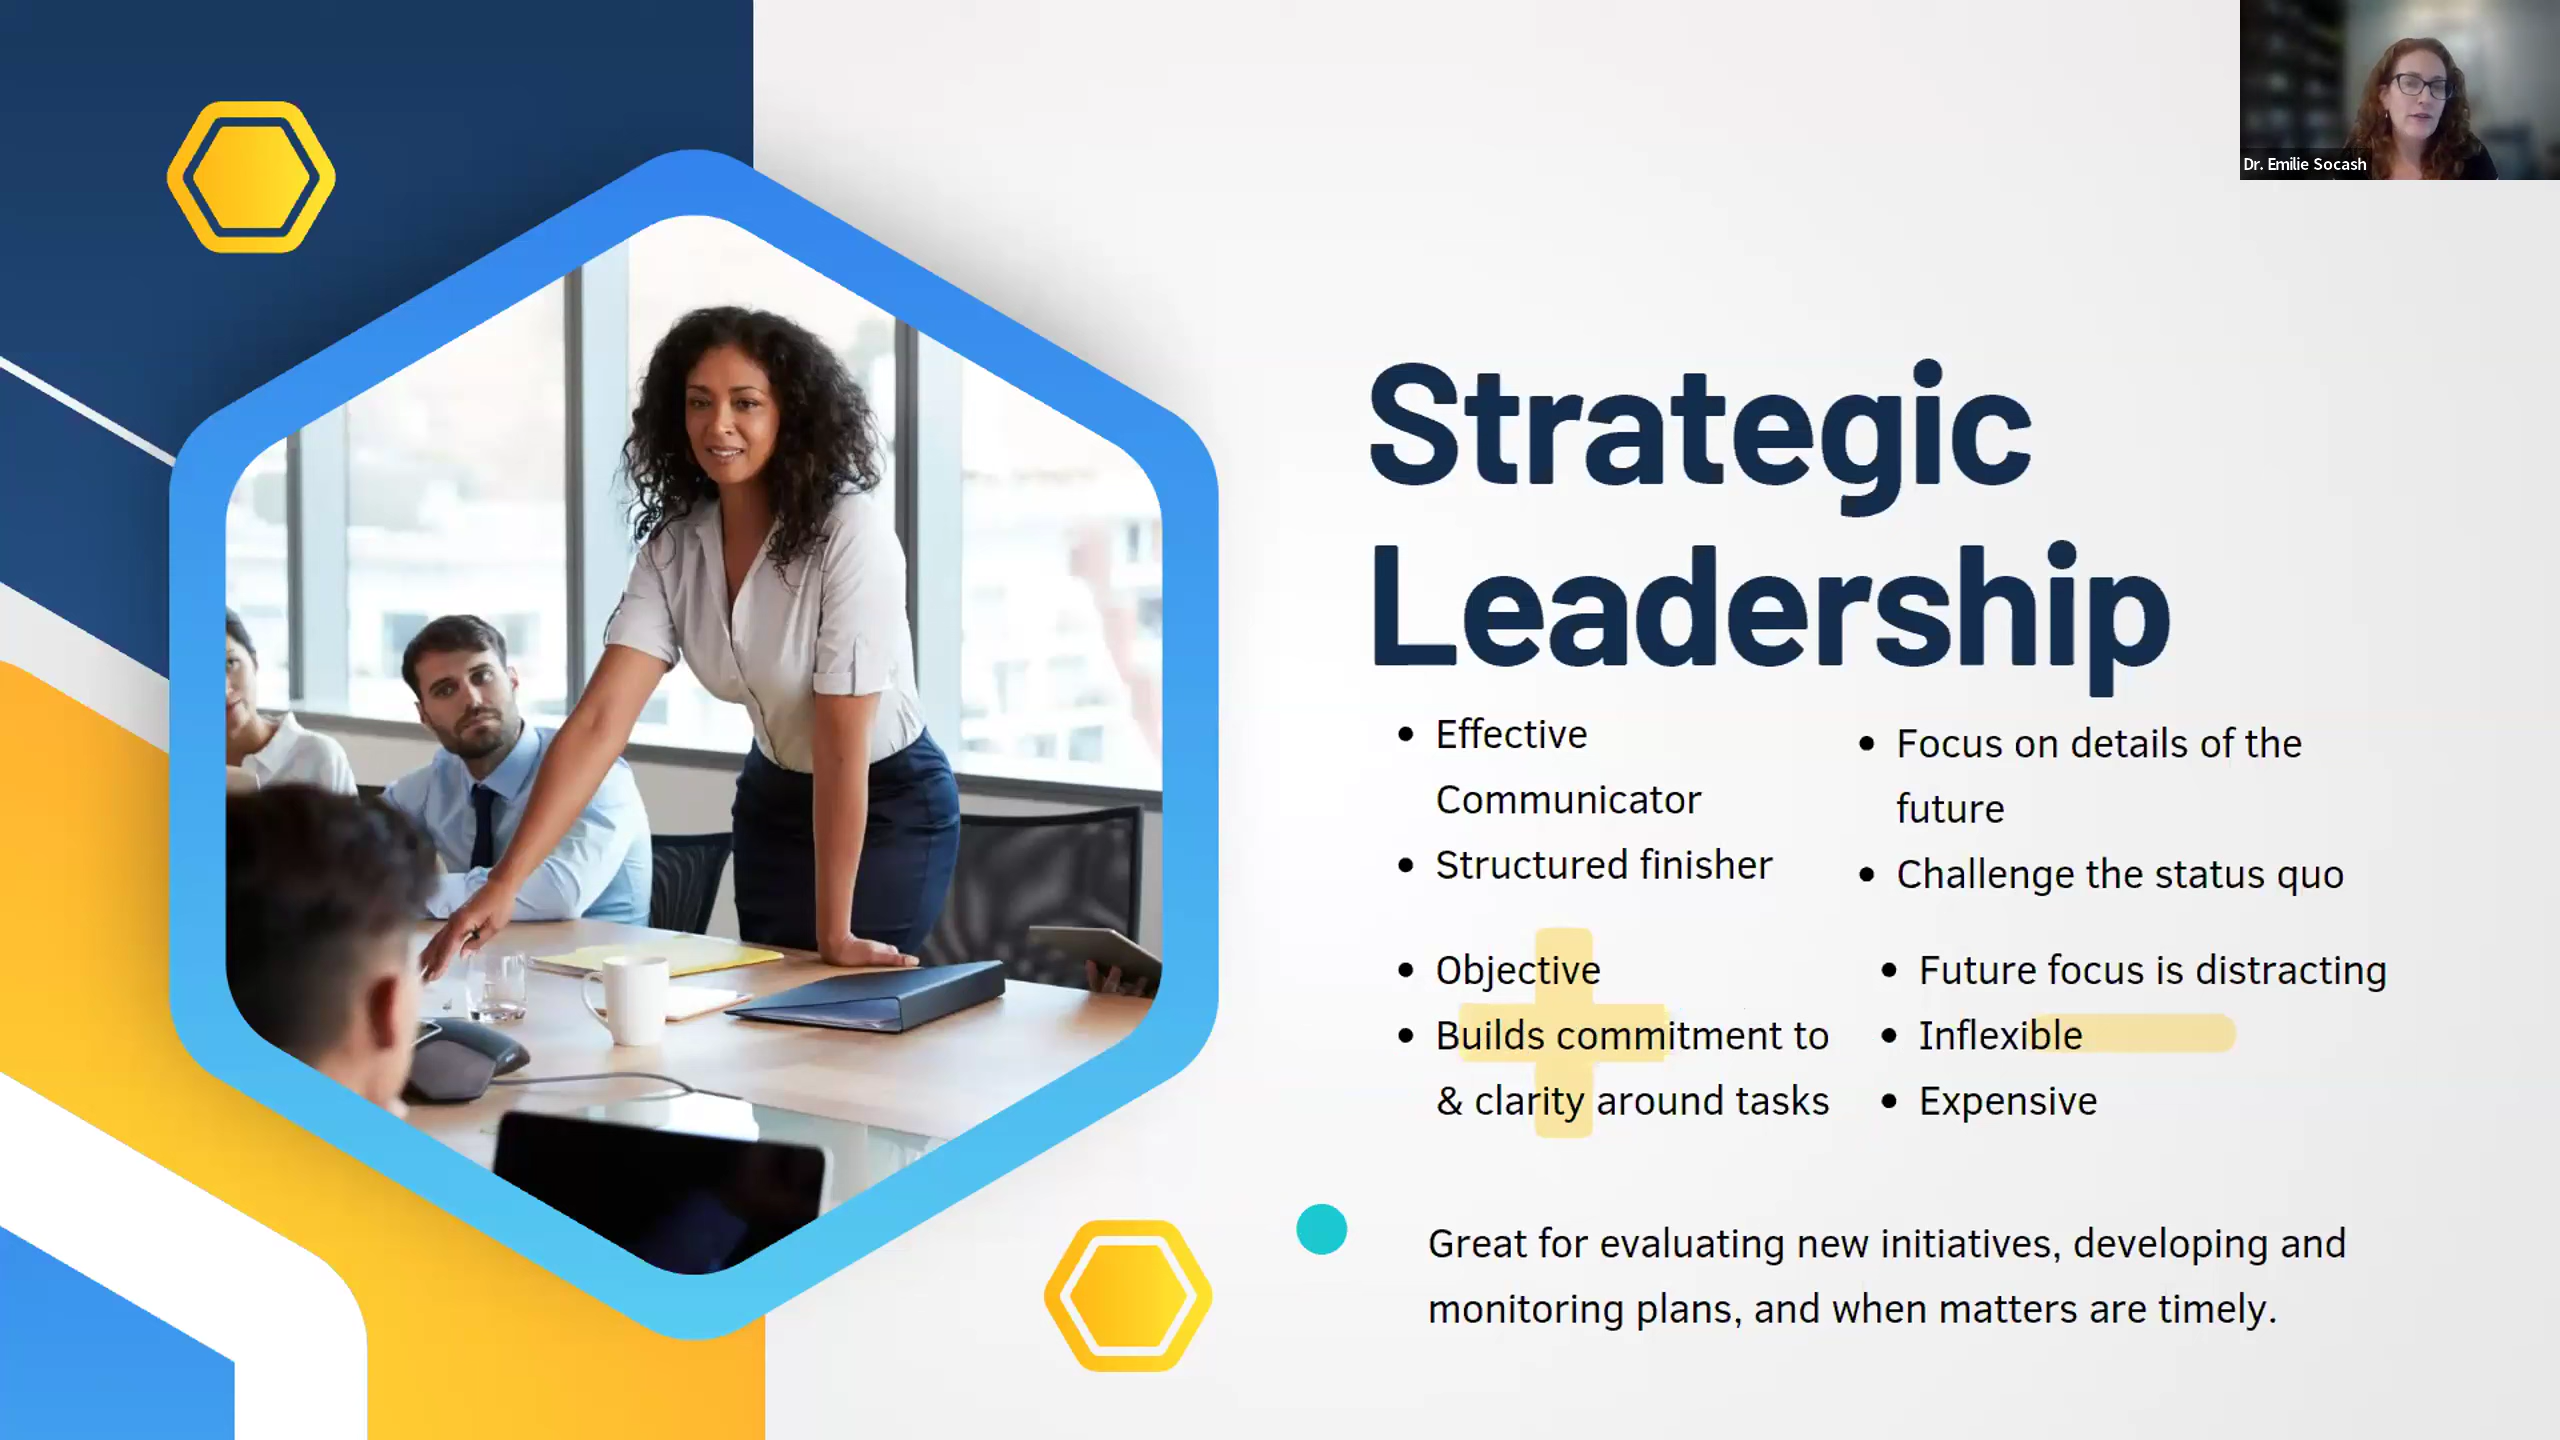 Dr. Emilie Socash
Strategic
Leadership
• Effective
Communicator
• Structured finisher
• Focus on details of the
future
• Challenge the status quo
• Objective
• Builds commitment to
& clarity around tasks
• Future focus is distracting
• Inflexible
• Expensive
Great for evaluating new initiatives, developing and
monitoring plans, and when matters are timely.